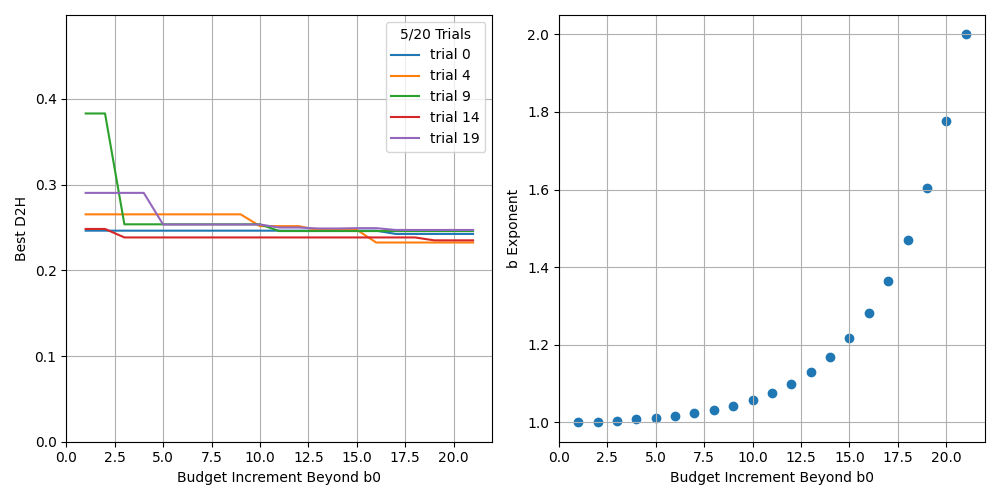 5/20 Trials
trial 0
trial 4
trial 9
trial 14
trial 19
Best D2H
0.4
0.3
0.2
0.1
0.0
0.0 2.5 5.0 7.5 10.0 12.5 15.0 17.5 20.0
Budget Increment Beyond b0
b Exponent
2.0
1.8
1.6
1.4
1.2
1.0
0.0 2.5 5.0 7.5 10.0 12.5 15.0 17.5 20.0
Budget Increment Beyond b0